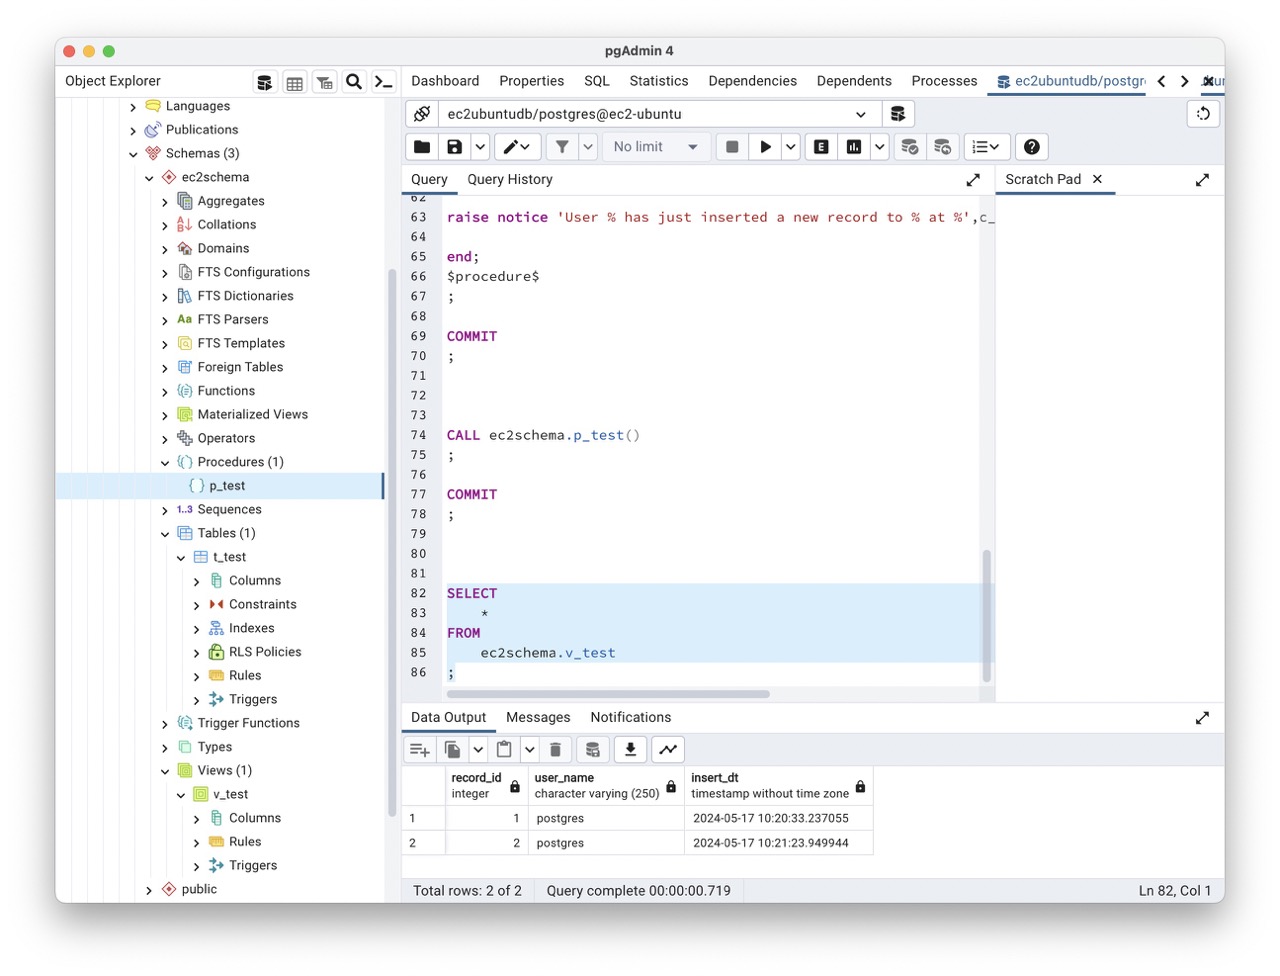 pgAdmin 4
Object Explorer
Languages
Publications
Schemas (3)
ec2schema
Aggregates
Collations
Domains
FTS Configurations
FTS Dictionaries
Aa FTS Parsers
FTS Templates
Foreign Tables
Functions
Materialized Views
Operators
Procedures (1)
p_test
1..3 Sequences
Tables (1)
t_test
Columns
Constraints
Indexes
RLS Policies
Rules
Triggers
Trigger Functions
Types
Views (1)
v_test
Columns
Rules
Triggers
public
Dashboard Properties SQL Statistics Dependencies Dependents Processes ec2ubuntudb/postgr
ec2ubuntudb/postgres@ec2-ubuntu
No limit E
Query Query History
Scratch Pad
62
63 raise notice 'User % has just inserted a new record to % at %',c_
64
65 end;
66 $procedure$
67 ;
68
69 COMMIT
70 ;
71
72
73
74 CALL ec2schema.p_test()
75 ;
76
77 COMMIT
78 ;
79
80
81
82 SELECT
83 *
84 FROM
85 ec2schema.v_test
86 ;
Data Output Messages Notifications
record_id user_name insert_dt
integer character varying (250) timestamp without time zone
1 1 postgres 2024-05-17 10:20:33.237055
2 2 postgres 2024-05-17 10:21:23.949944
Total rows: 2 of 2 Query complete 00:00:00.719 Ln 82, Col 1